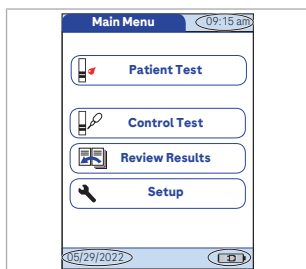 Main Menu
09:15 am
Patient Test
Control Test
Review Results
Setup
05/29/2022